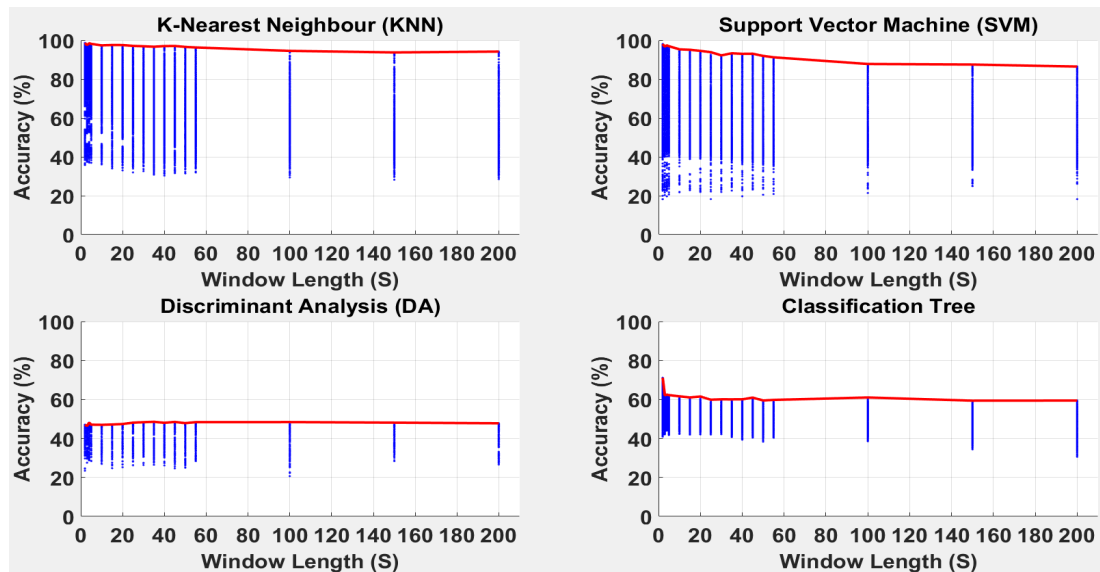 K-Nearest Neighbour (KNN)
100
80
60
40
20
0
Accuracy (%)
0 20 40 60 80 100 120 140 160 180 200
Window Length (S)
Support Vector Machine (SVM)
100
80
60
40
20
0
Accuracy (%)
0 20 40 60 80 100 120 140 160 180 200
Window Length (S)
Discriminant Analysis (DA)
100
80
60
40
20
0
Accuracy (%)
0 20 40 60 80 100 120 140 160 180 200
Window Length (S)
Classification Tree
100
80
60
40
20
0
Accuracy (%)
0 20 40 60 80 100 120 140 160 180 200
Window Length (S)